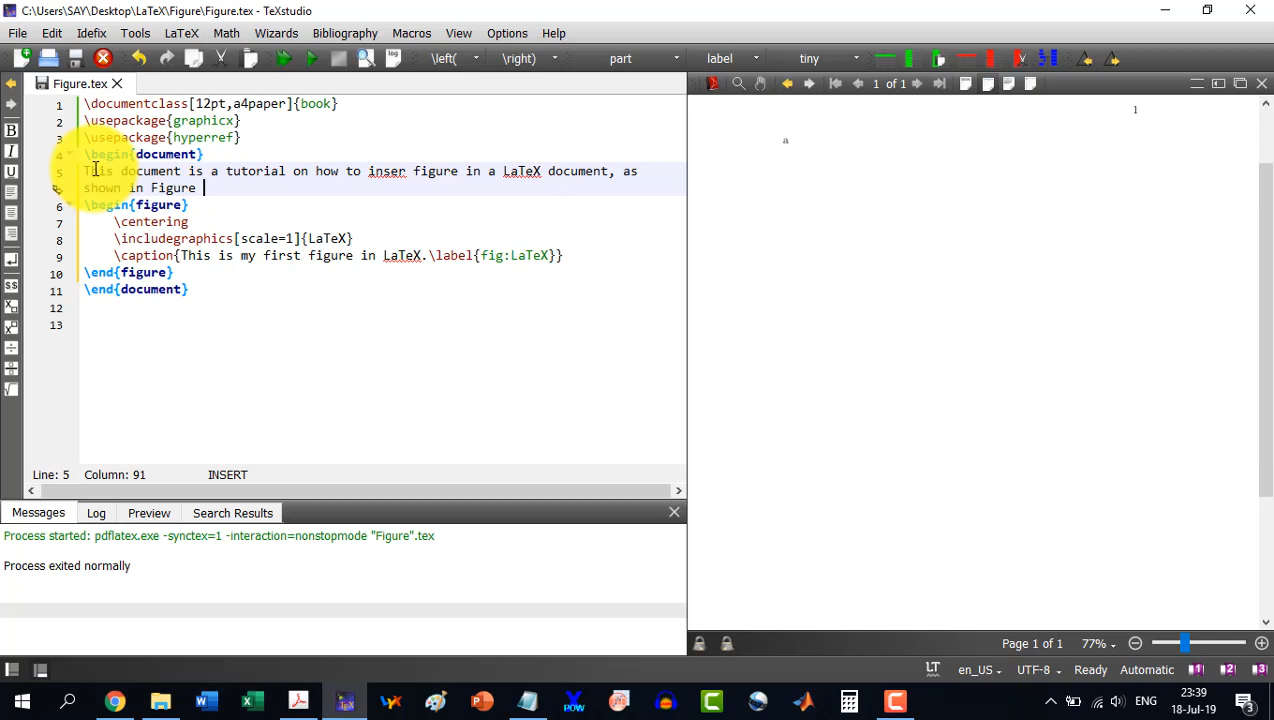 C:\Users\SAY\Desktop\LaTeX\Figure\Figure.tex - TeXstudio
File Edit Idefix Tools LaTeX Math Wizards Bibliography Macros View Options Help
\left( \right) part label tiny
Figure.tex
1 of 1
1 \documentclass[12pt,a4paper]{book}
2 \usepackage{graphicx}
3 \usepackage{hyperref}
4 \begin{document}
5 This document is a tutorial on how to inser figure in a LaTeX document, as
shown in Figure
6 \begin{figure}
7 \centering
8 \includegraphics[scale=1]{LaTeX}
9 \caption{This is my first figure in LaTeX.\label{fig:LaTeX}}
10 \end{figure}
11 \end{document}
12
13
1
a
Line: 5 Column: 91 INSERT
Messages Log Preview Search Results
Process started: pdflatex.exe -synctex=1 -interaction=nonstopmode "Figure".tex
Process exited normally
Page 1 of 1 77%
LT en_US UTF-8 Ready Automatic 1 2 3
ENG
23:39
18-Jul-19
3